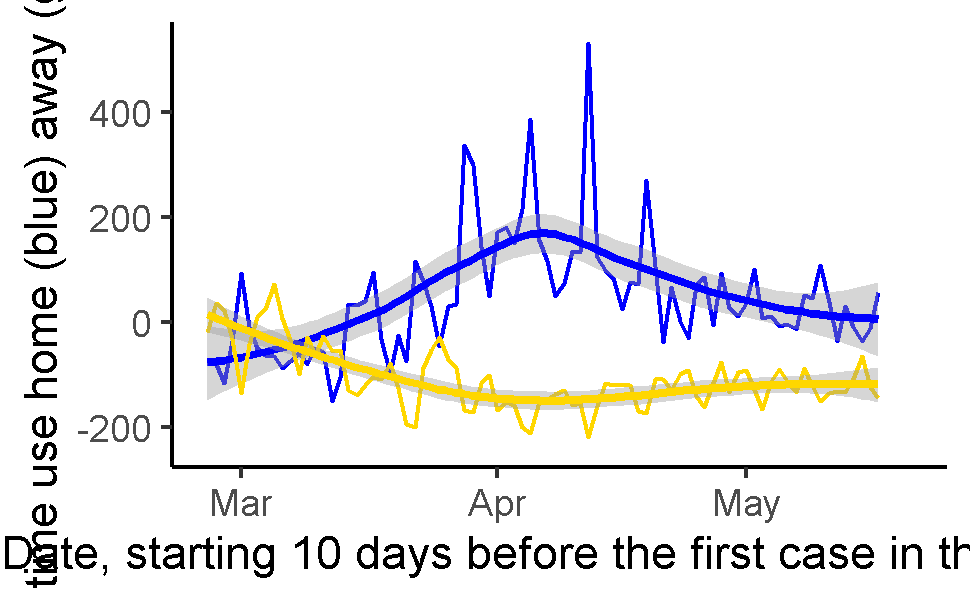 time use home (blue) away (
400
200
0
-200
Mar Apr May
Date, starting 10 days before the first case in th